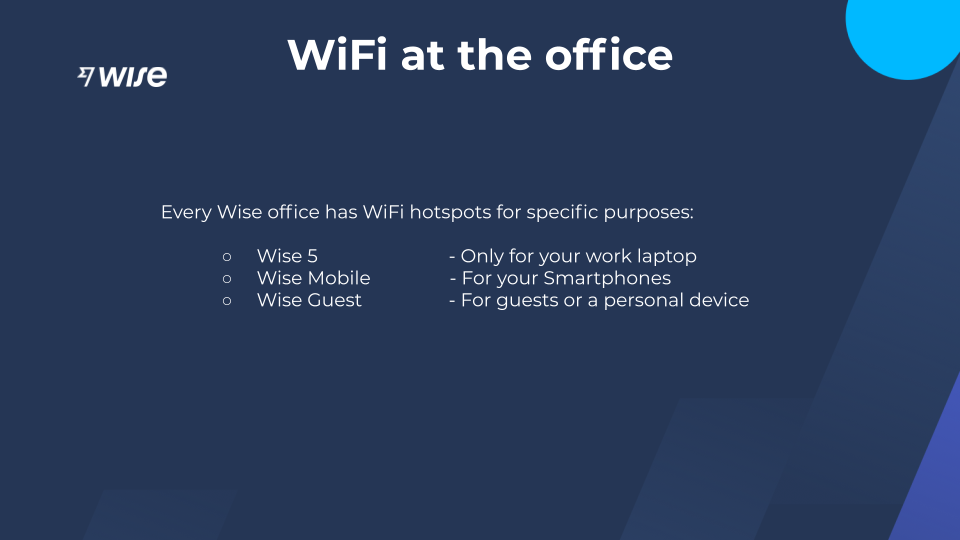 WiFi at the office
wise
Every Wise office has WiFi hotspots for specific purposes:
○ Wise 5 - Only for your work laptop
○ Wise Mobile - For your Smartphones
○ Wise Guest - For guests or a personal device